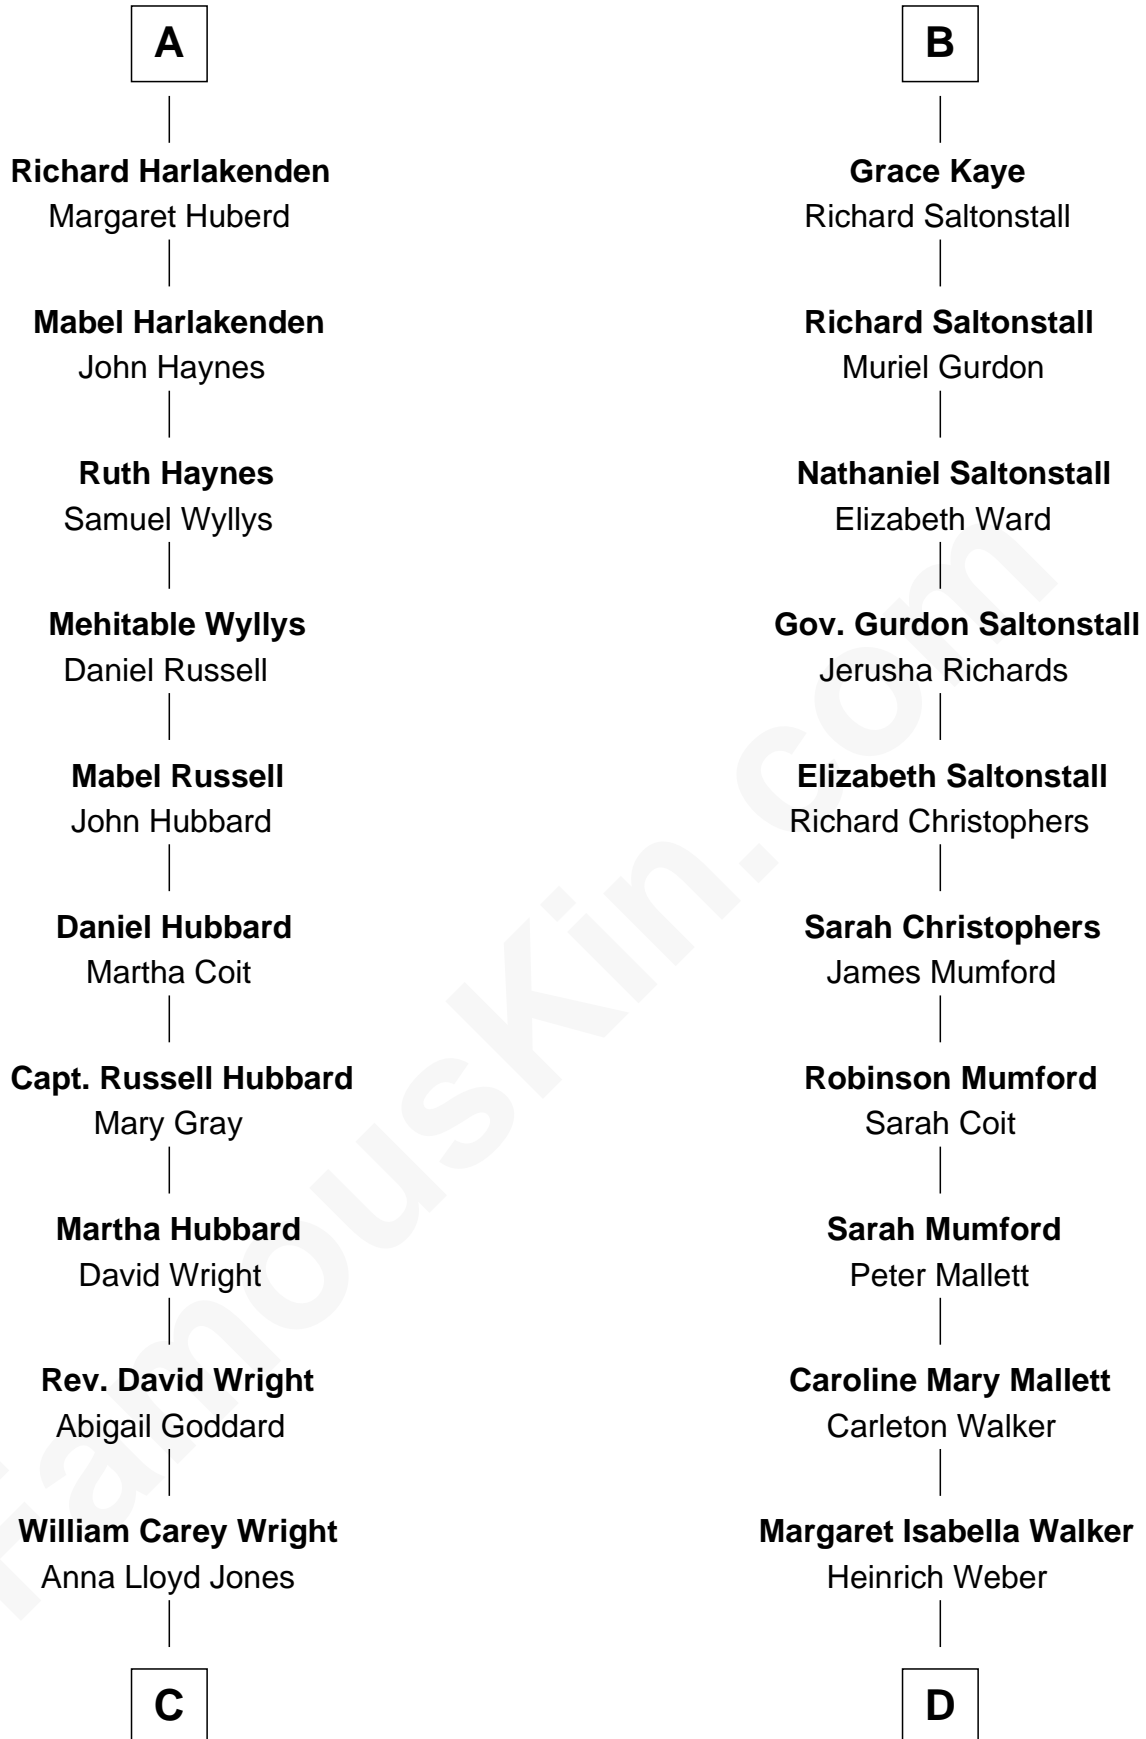 A
Richard Harlakenden
Margaret Huberd
Mabel Harlakenden
John Haynes
Ruth Haynes
Samuel Wyllys
Mehitable Wyllys
Daniel Russell
Mabel Russell
John Hubbard
Daniel Hubbard
Martha Coit
Capt. Russell Hubbard
Mary Gray
Martha Hubbard
David Wright
Rev. David Wright
Abigail Goddard
William Carey Wright
Anna Lloyd Jones
C
B
Grace Kaye
Richard Saltonstall
Richard Saltonstall
Muriel Gurdon
Nathaniel Saltonstall
Elizabeth Ward
Gov. Gurdon Saltonstall
Jerusha Richards
Elizabeth Saltonstall
Richard Christophers
Sarah Christophers
James Mumford
Robinson Mumford
Sarah Coit
Sarah Mumford
Peter Mallett
Caroline Mary Mallett
Carleton Walker
Margaret Isabella Walker
Heinrich Weber
D
FamousKin.com